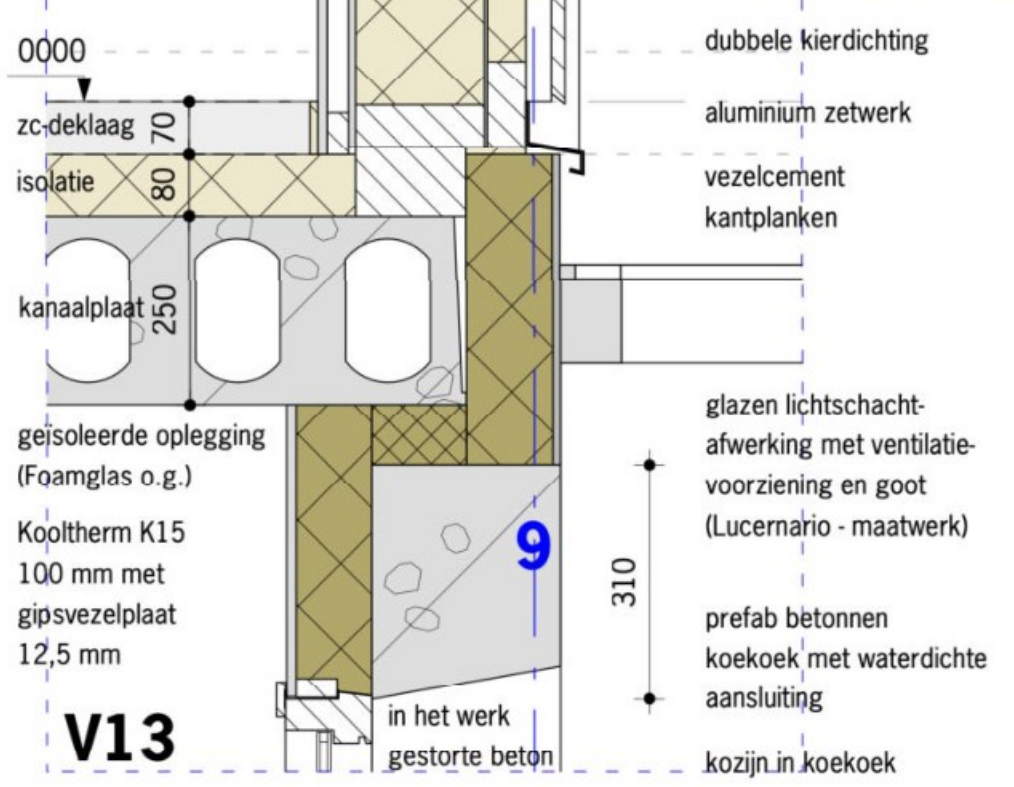 0000
zc-deklaag
70
isolatie
80
kanaalplaat
250
geïsoleerde oplegging
(Foamglas o.g.)
Kooltherm K15
100 mm met
gipsvezelplaat
12,5 mm
V13
in het werk
gestorte beton
9
310
dubbele kierdichting
aluminium zetwerk
vezelcement
kantplanken
glazen lichtschacht-
afwerking met ventilatie-
voorziening en goot
(Lucernario - maatwerk)
prefab betonnen
koekoek met waterdichte
aansluiting
kozijn in koekoek